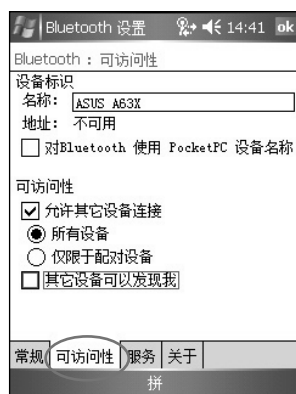 Bluetooth 设置 14:41 ok
Bluetooth : 可访问性
设备标识
名称: ASUS A63X
地址: 不可用
对Bluetooth 使用 PocketPC 设备名称
可访问性
允许其它设备连接
所有设备
仅限于配对设备
其它设备可以发现我
常规 可访问性 服务 关于
拼